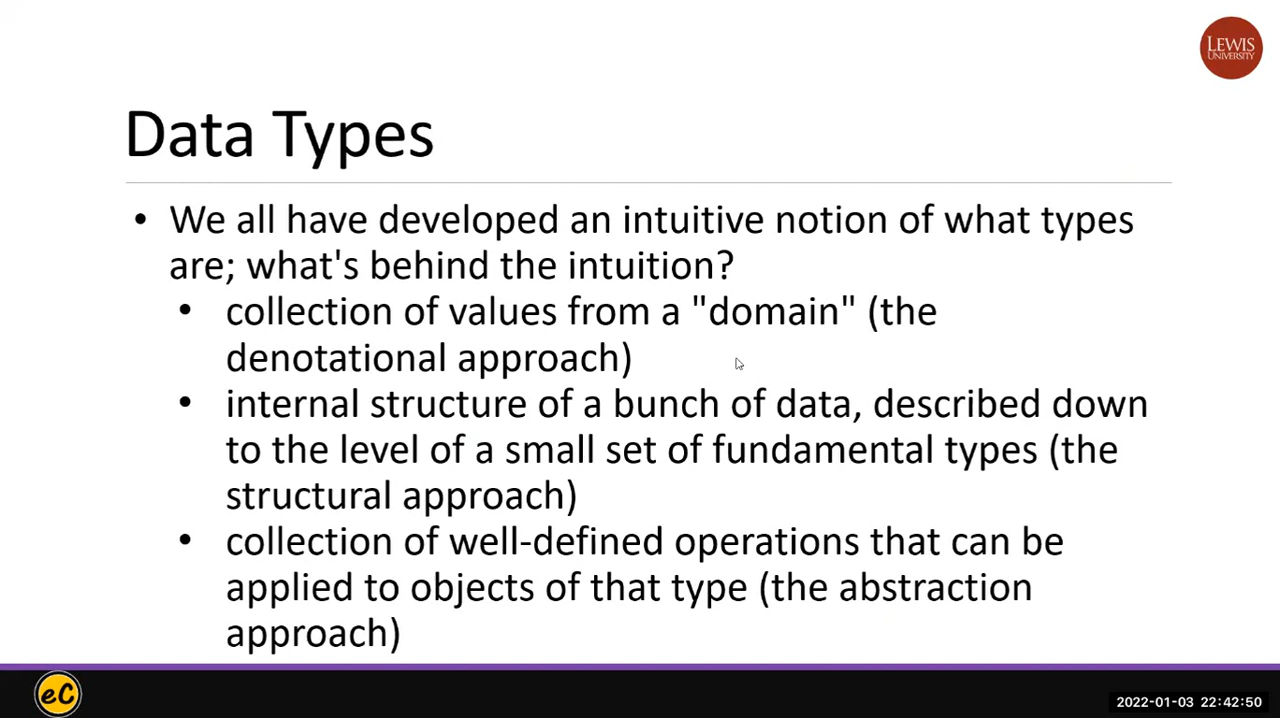 LEWIS
UNIVERSITY
Data Types
• We all have developed an intuitive notion of what types
are; what's behind the intuition?
• collection of values from a "domain" (the
denotational approach)
• internal structure of a bunch of data, described down
to the level of a small set of fundamental types (the
structural approach)
• collection of well-defined operations that can be
applied to objects of that type (the abstraction
approach)
eC
2022-01-03 22:42:50